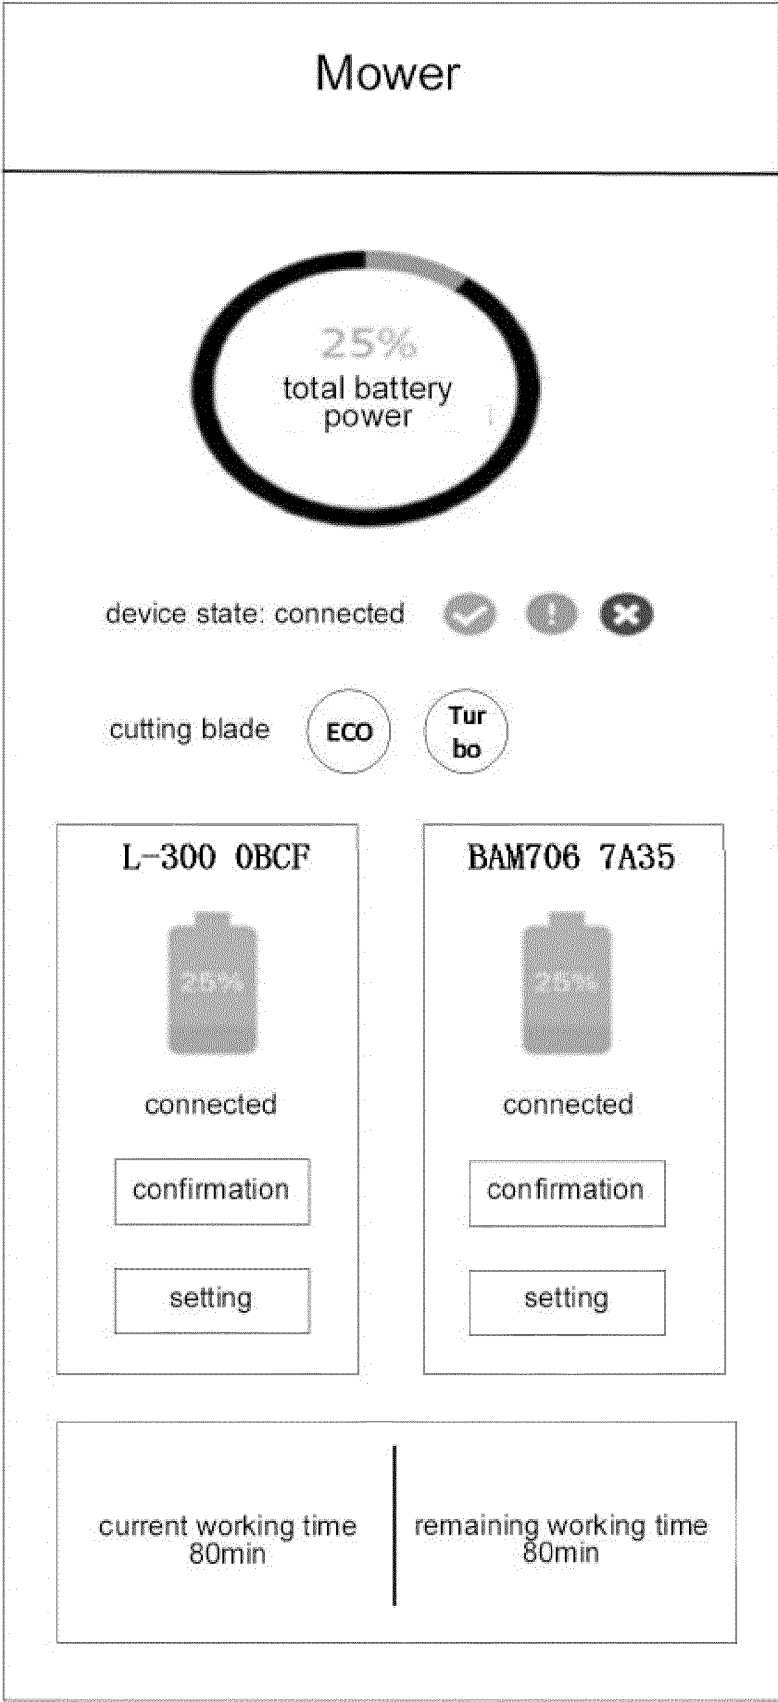 Mower
25%
total battery
power
device state: connected
cutting blade
ECO
Tur
bo
L-300 0BCF
25%
connected
confirmation
setting
BAM706 7A35
25%
connected
confirmation
setting
current working time
80min
remaining working time
80min